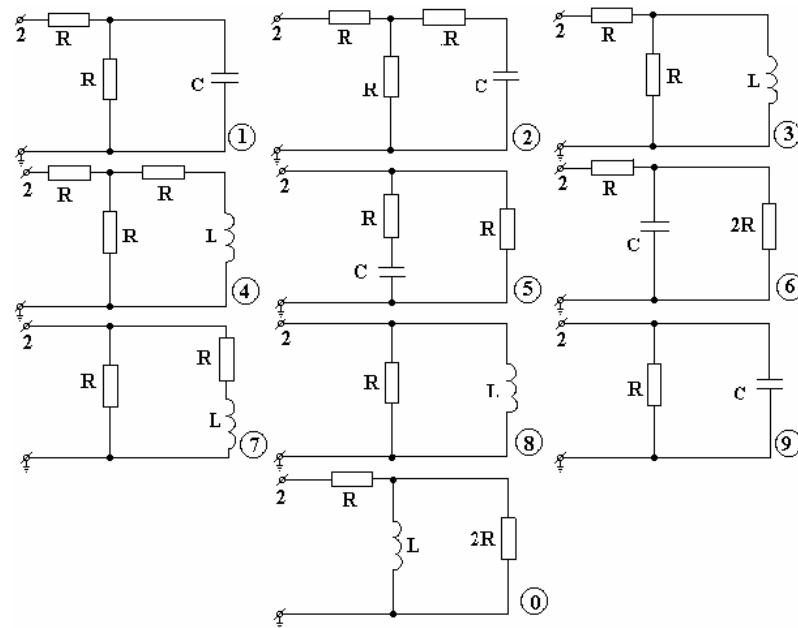 2 R R C 1
2 R R R C 2
2 R R L 3
2 R R R L 4
2 R C R 5
2 R C 2R 6
2 R R L 7
2 R L 8
2 R C 9
2 R L 2R 0